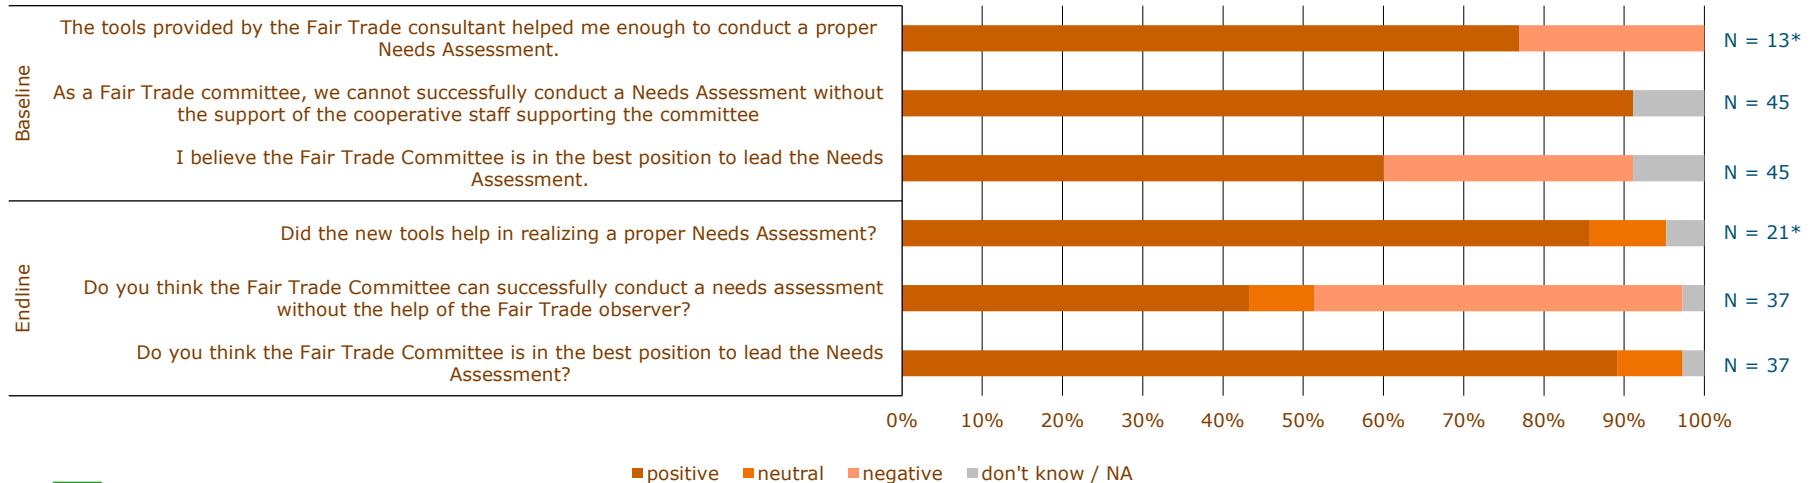 Baseline
The tools provided by the Fair Trade consultant helped me enough to conduct a proper
Needs Assessment.
N = 13*
As a Fair Trade committee, we cannot successfully conduct a Needs Assessment without
the support of the cooperative staff supporting the committee
N = 45
I believe the Fair Trade Committee is in the best position to lead the Needs
Assessment.
N = 45
Endline
Did the new tools help in realizing a proper Needs Assessment?
N = 21*
Do you think the Fair Trade Committee can successfully conduct a needs assessment
without the help of the Fair Trade observer?
N = 37
Do you think the Fair Trade Committee is in the best position to lead the Needs
Assessment?
N = 37
0% 10% 20% 30% 40% 50% 60% 70% 80% 90% 100%
positive neutral negative don't know / NA